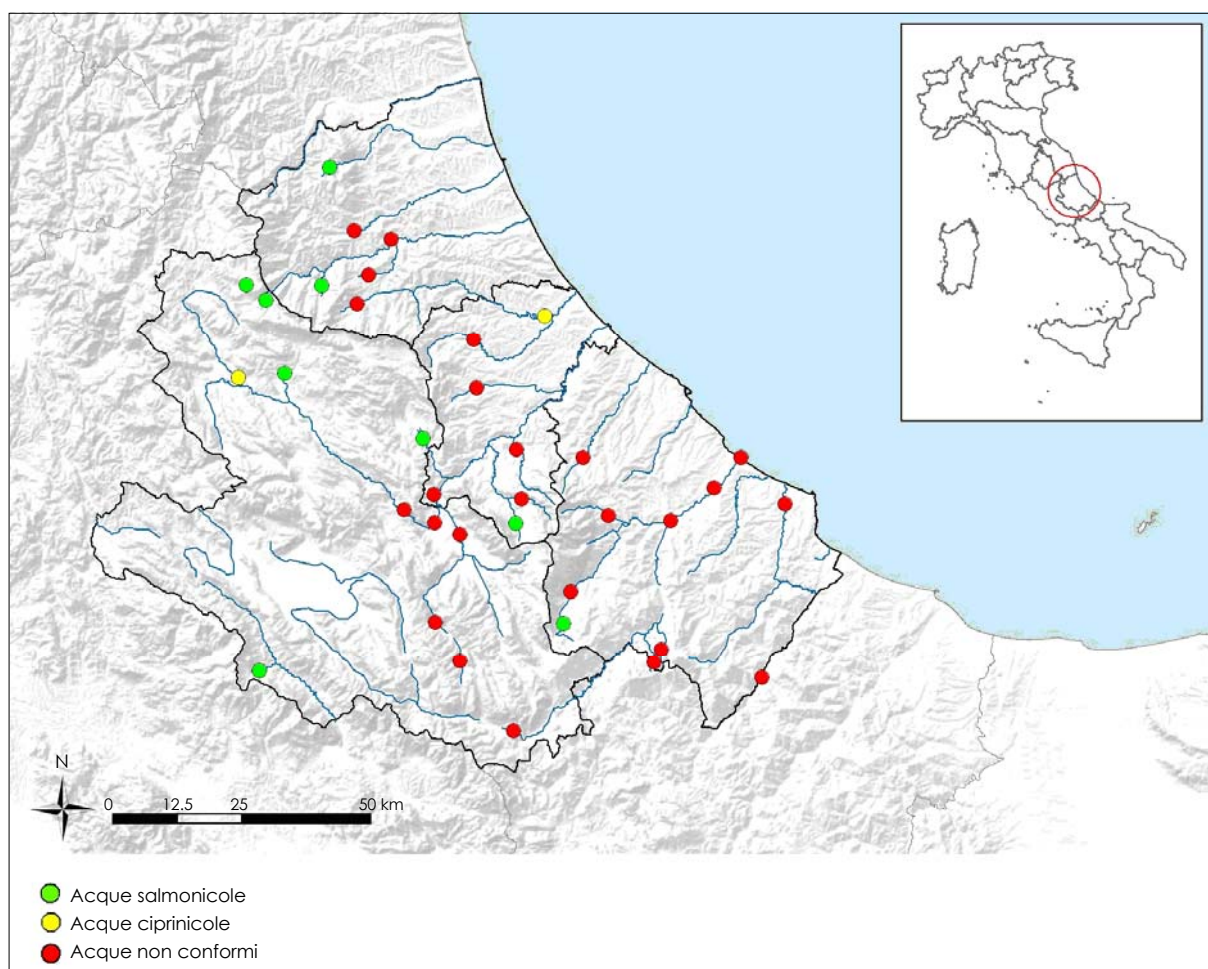 N
0 12.5 25 50 km
Acque salmonicole
Acque ciprinicole
Acque non conformi